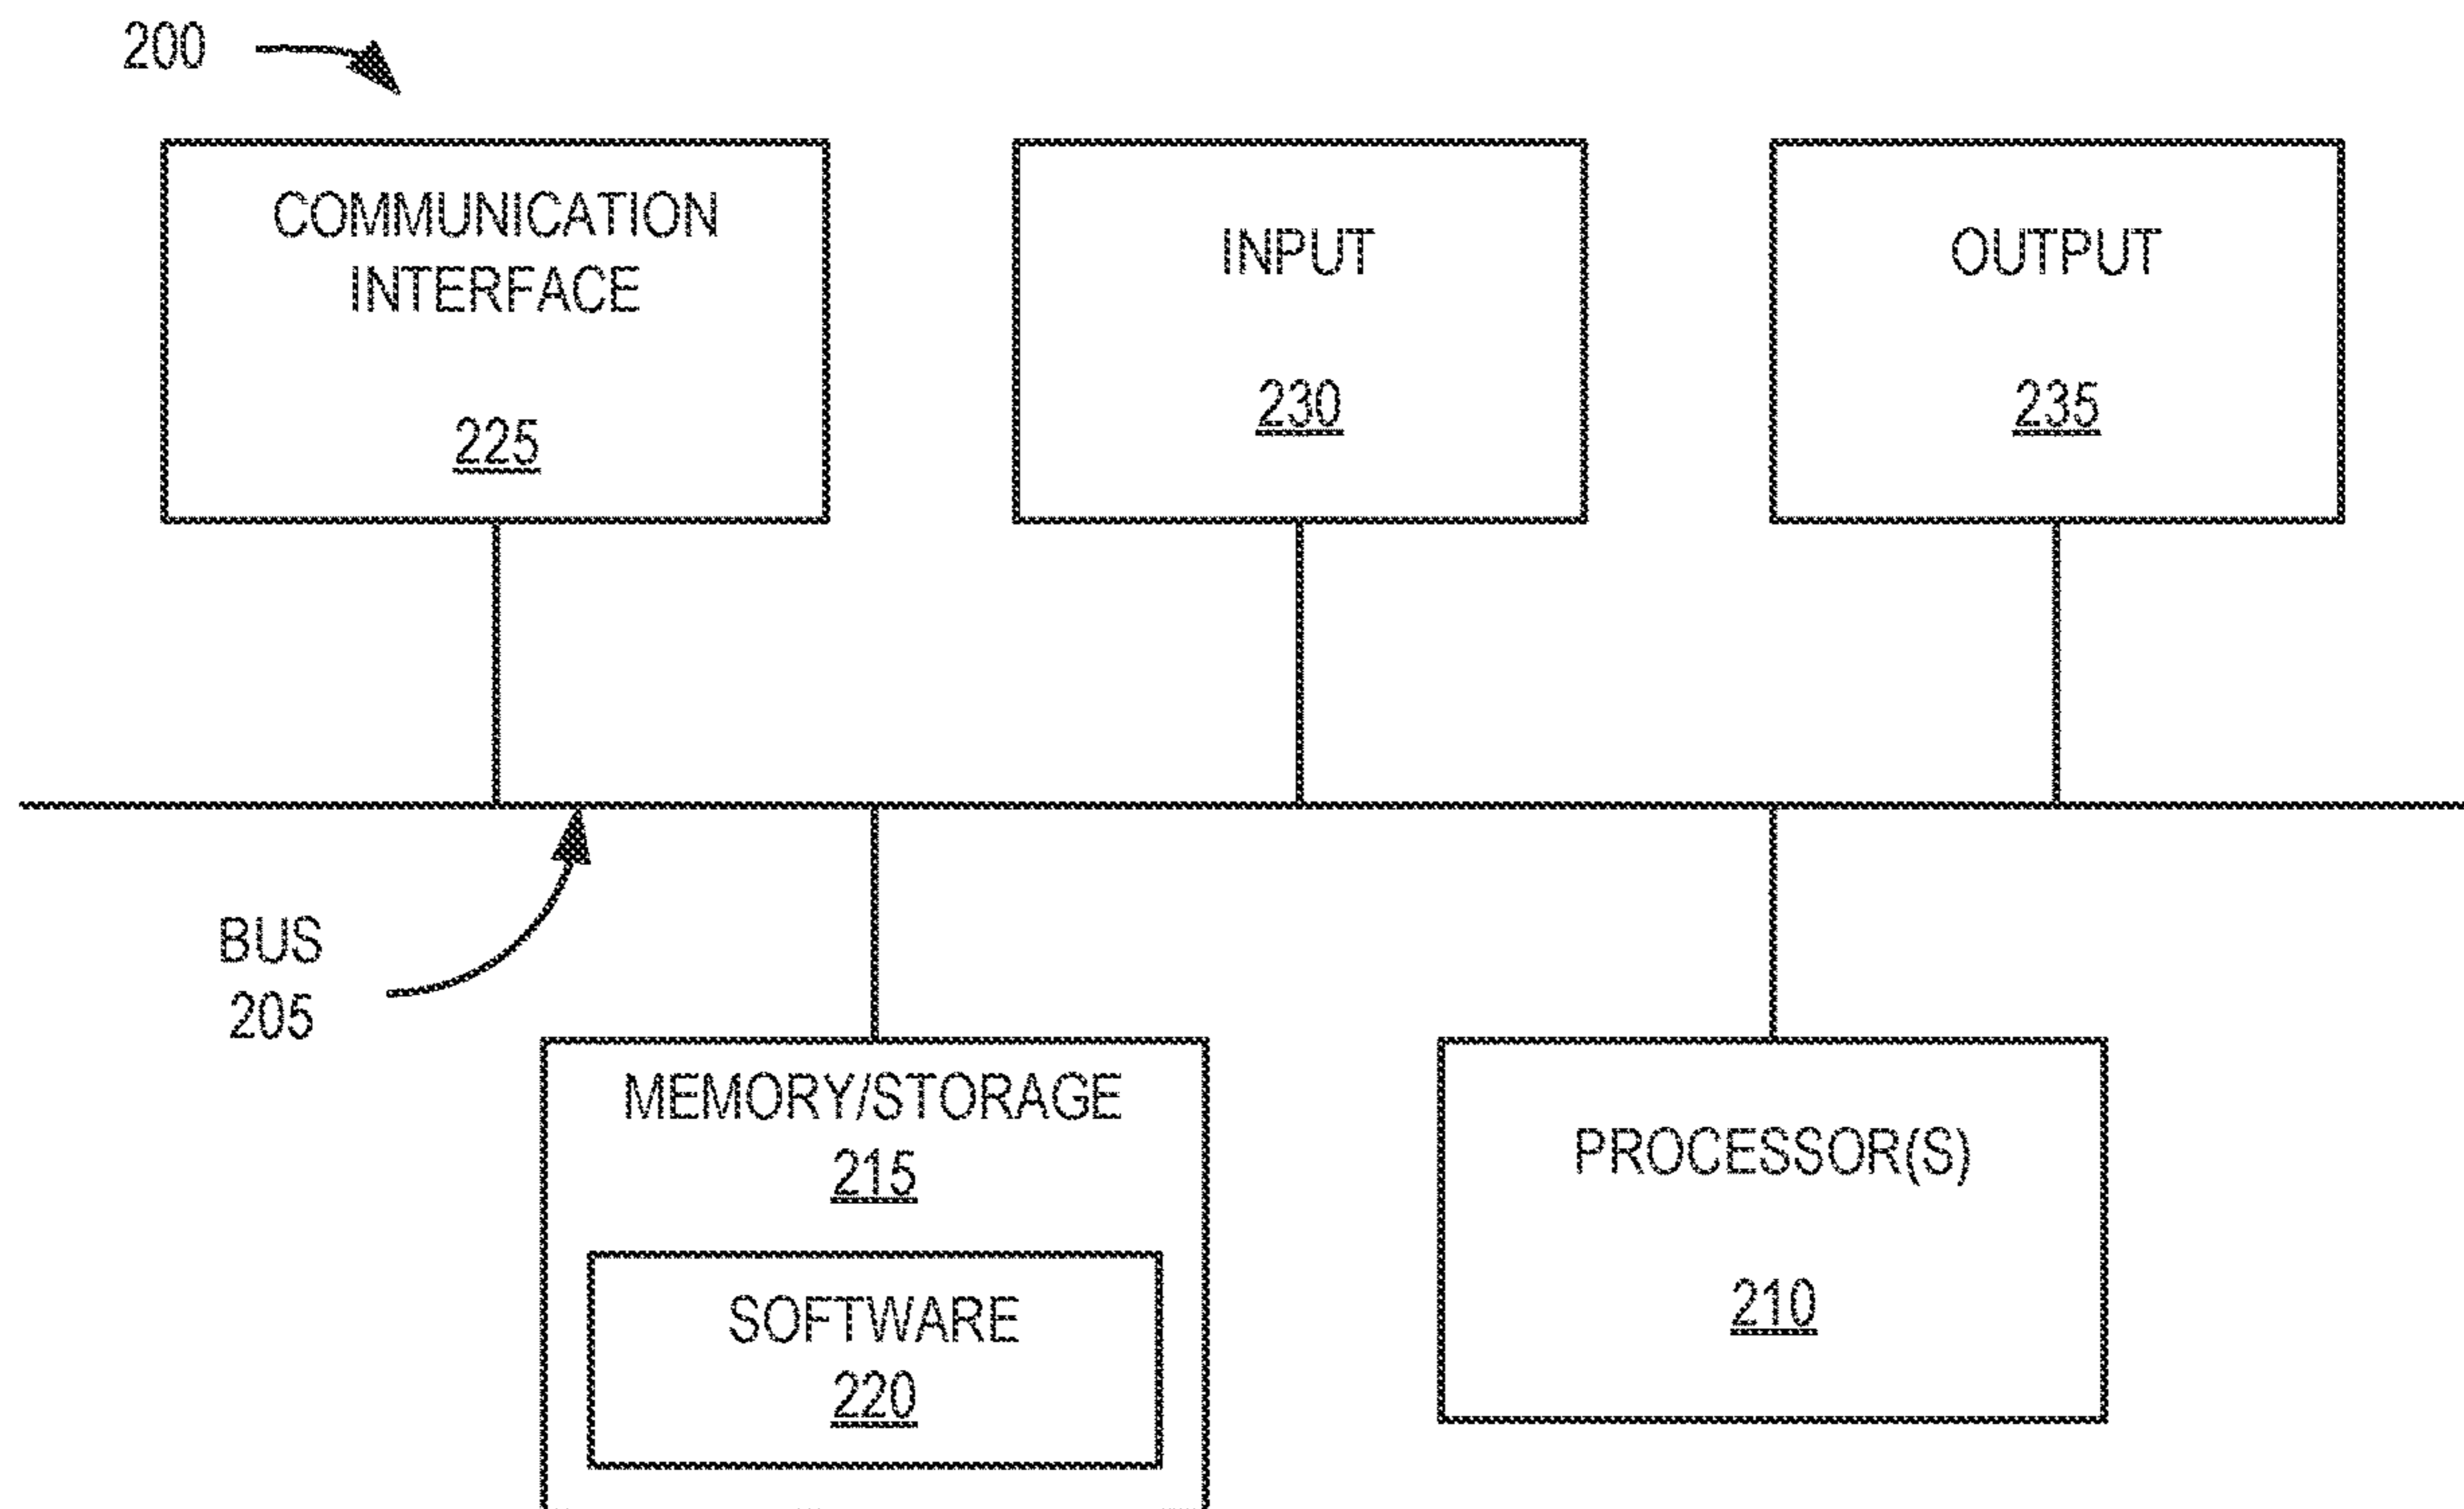 200
COMMUNICATION
INTERFACE
225
INPUT
230
OUTPUT
235
BUS
205
MEMORY/STORAGE
215
SOFTWARE
220
PROCESSOR(S)
210